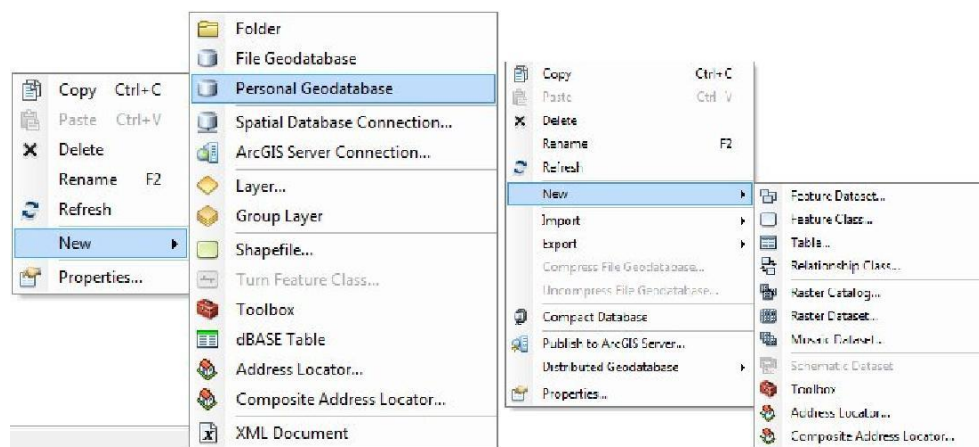 Copy Ctrl+C
Paste Ctrl+V
Delete
Rename F2
Refresh
New
Properties...
Folder
File Geodatabase
Personal Geodatabase
Spatial Database Connection...
ArcGIS Server Connection...
Layer...
Group Layer
Shapefile...
Turn Feature Class...
Toolbox
dBASE Table
Address Locator...
Composite Address Locator...
XML Document
Copy Ctrl+C
Paste Ctrl+V
Delete
Rename F2
Refresh
New
Import
Export
Compress File Geodatabase...
Uncompress File Geodatabase...
Compact Database
Publish to ArcGIS Server...
Distributed Geodatabase
Properties...
Feature Dataset...
Feature Class...
Table...
Relationship Class...
Raster Catalog...
Raster Dataset...
Mosaic Dataset...
Schematic Dataset
Toolbox
Address Locator...
Composite Address Locator...